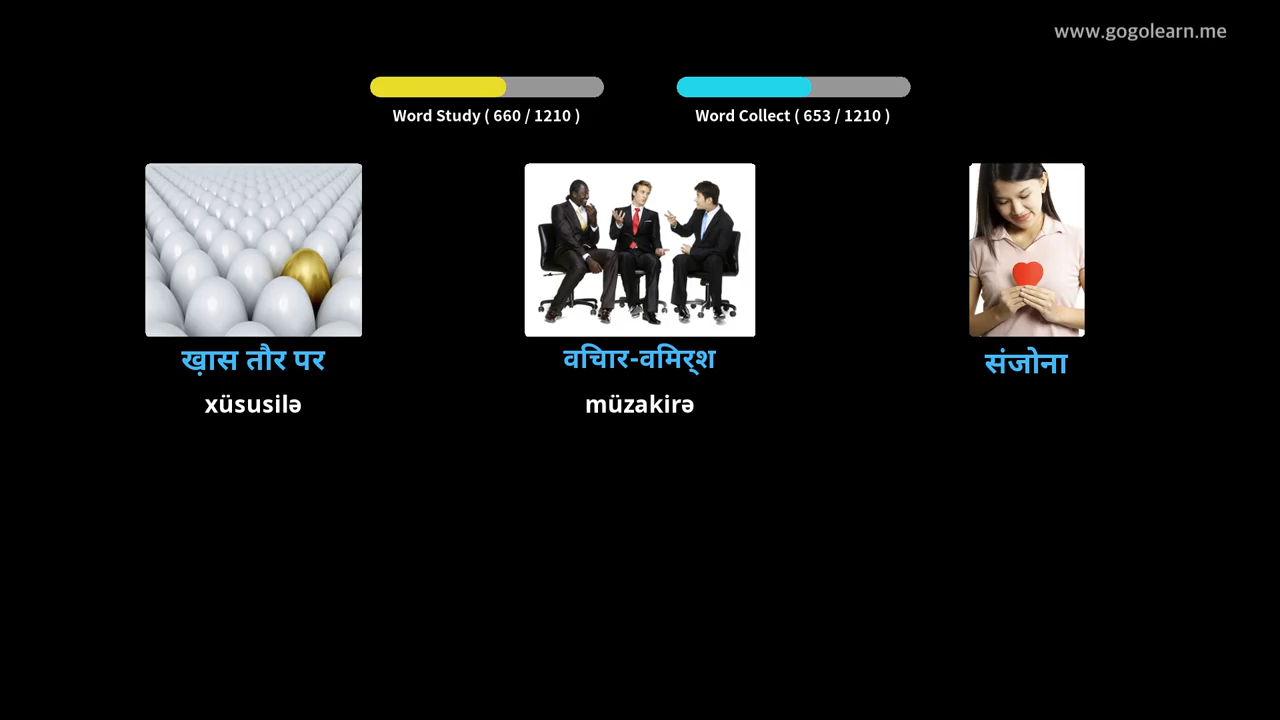 www.gogolearn.me
Word Study ( 660 / 1210 )
Word Collect ( 653 / 1210 )
ख़ास तौर पर
विचार-विमर्श
संजोना
xüsusilə
müzakirə